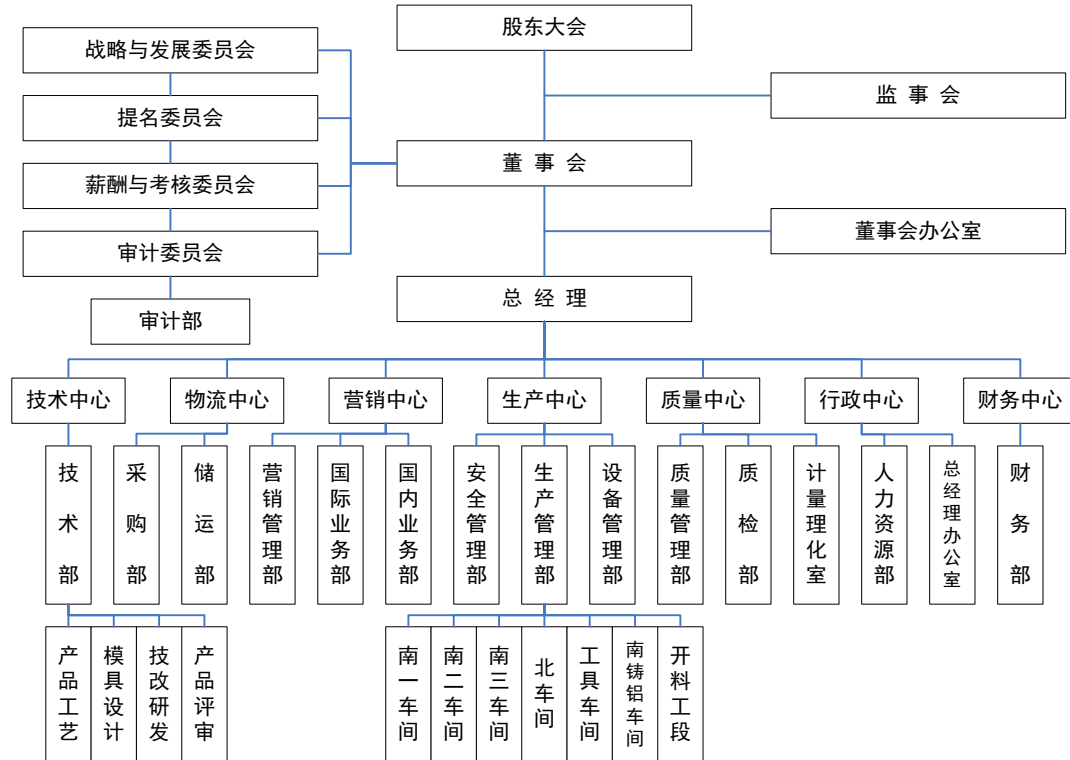 股东大会
战略与发展委员会
监事会
提名委员会
董事会
薪酬与考核委员会
董事会办公室
审计委员会
总经理
审计部
技术中心
物流中心
营销中心
生产中心
质量中心
行政中心
财务中心
技术部
采购部
储运部
营销管理部
国际业务部
国内业务部
安全管理部
生产管理部
设备管理部
质量管理部
质检部
计量理化室
人力资源部
总经理办公室
财务部
产品工艺
模具设计
技改研发
产品评审
南一车间
南二车间
南三车间
北车间
工具车间
南铸铝车间
开料工段